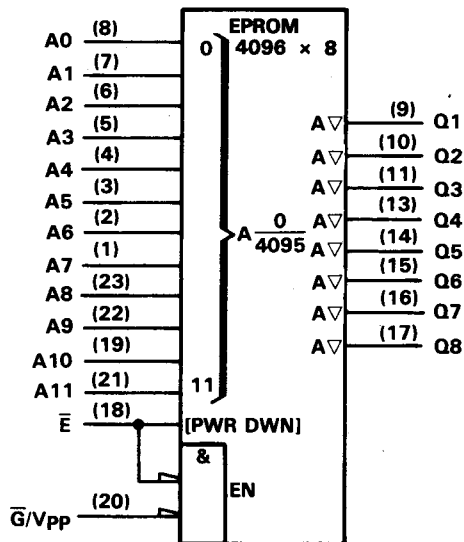 EPROM
4096 × 8
A0 (8) 0
A1 (7)
A2 (6)
A3 (5)
A4 (4)
A5 (3)
A6 (2)
A7 (1)
A8 (23)
A9 (22)
A10 (19)
A11 (21) 11
A 0/4095
A▽ (9) Q1
A▽ (10) Q2
A▽ (11) Q3
A▽ (13) Q4
A▽ (14) Q5
A▽ (15) Q6
A▽ (16) Q7
A▽ (17) Q8
E̅ (18) [PWR DWN]
&
EN
G̅/VPP (20)